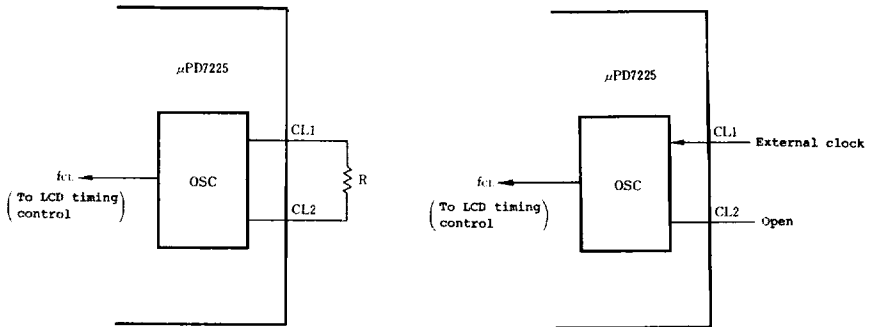 μPD7225
CL1
OSC
R
fCL
(To LCD timing
control)
CL2
μPD7225
CL1
External clock
OSC
fCL
(To LCD timing
control)
CL2
Open